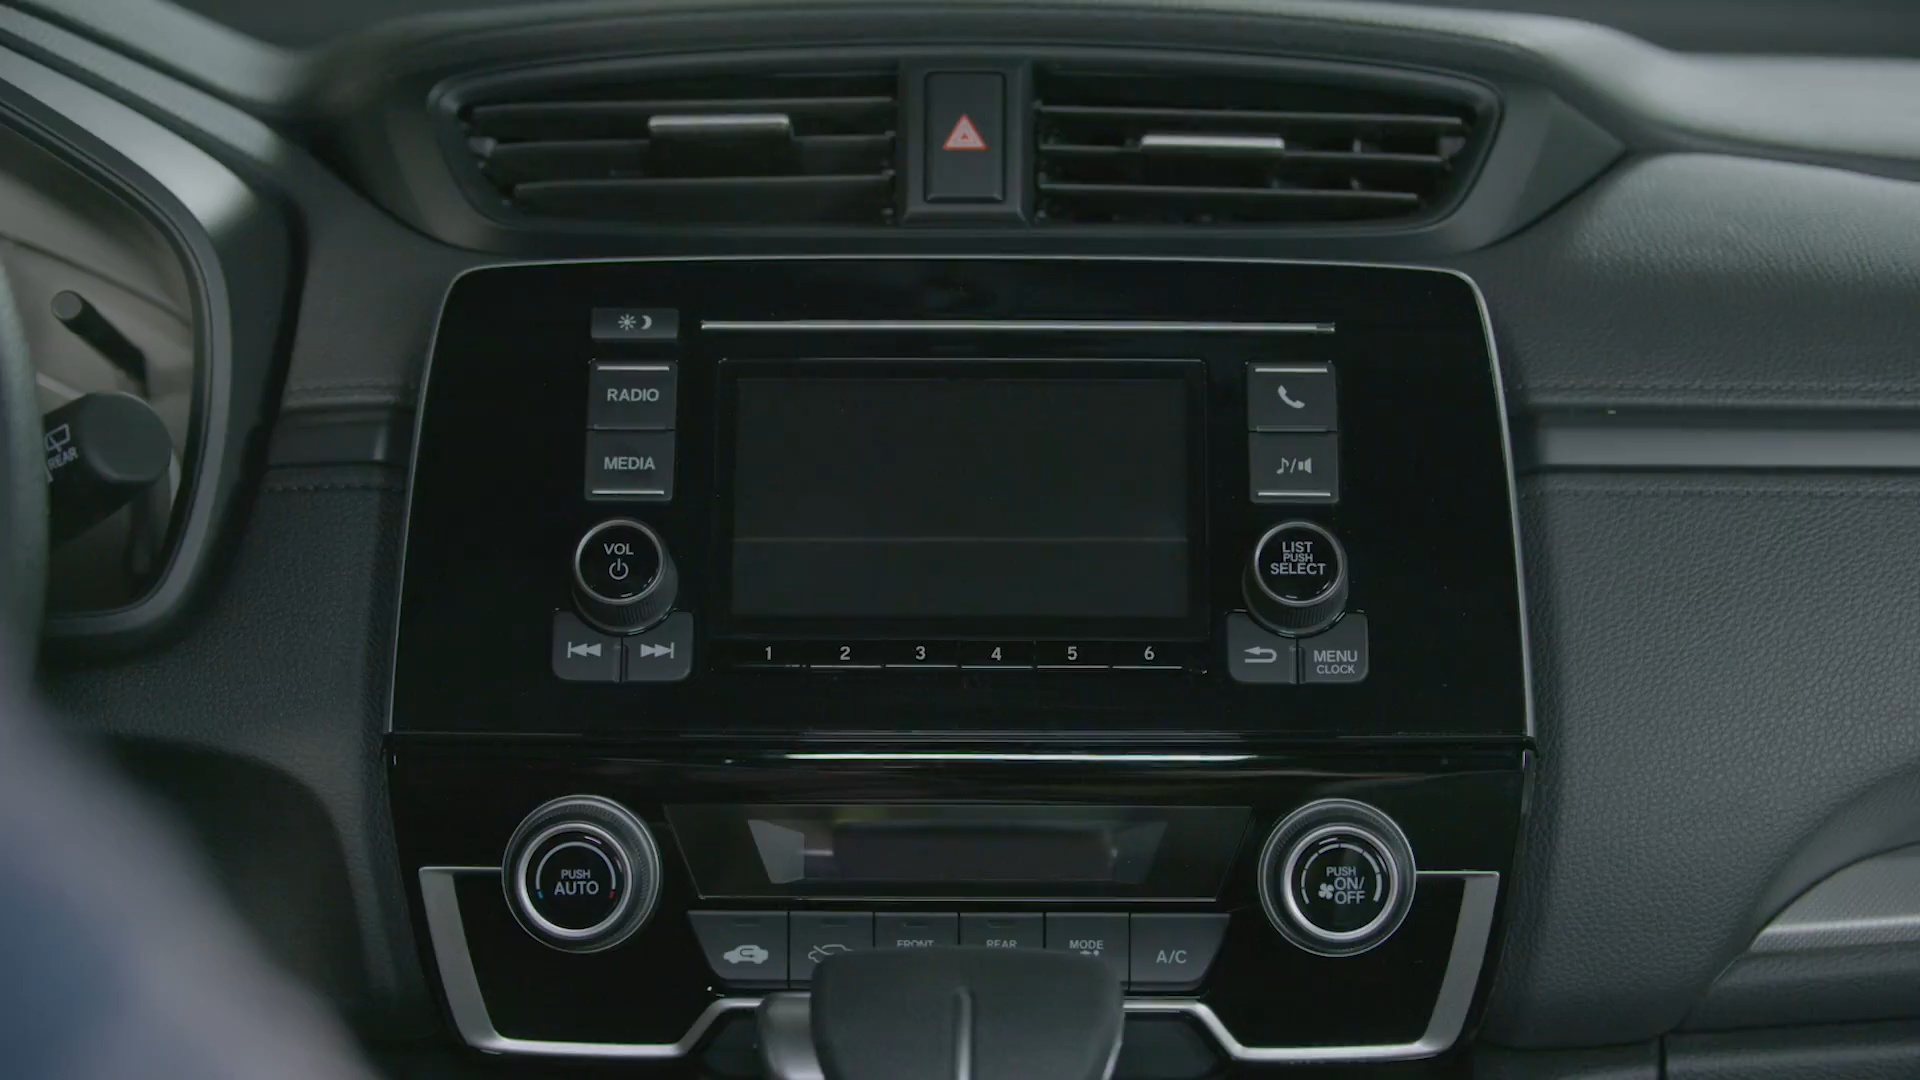 RADIO
MEDIA
VOL
LIST
PUSH
SELECT
REAR
1 2 3 4 5 6
MENU
CLOCK
PUSH
AUTO
PUSH
ON/
OFF
FRONT
REAR
MODE
A/C